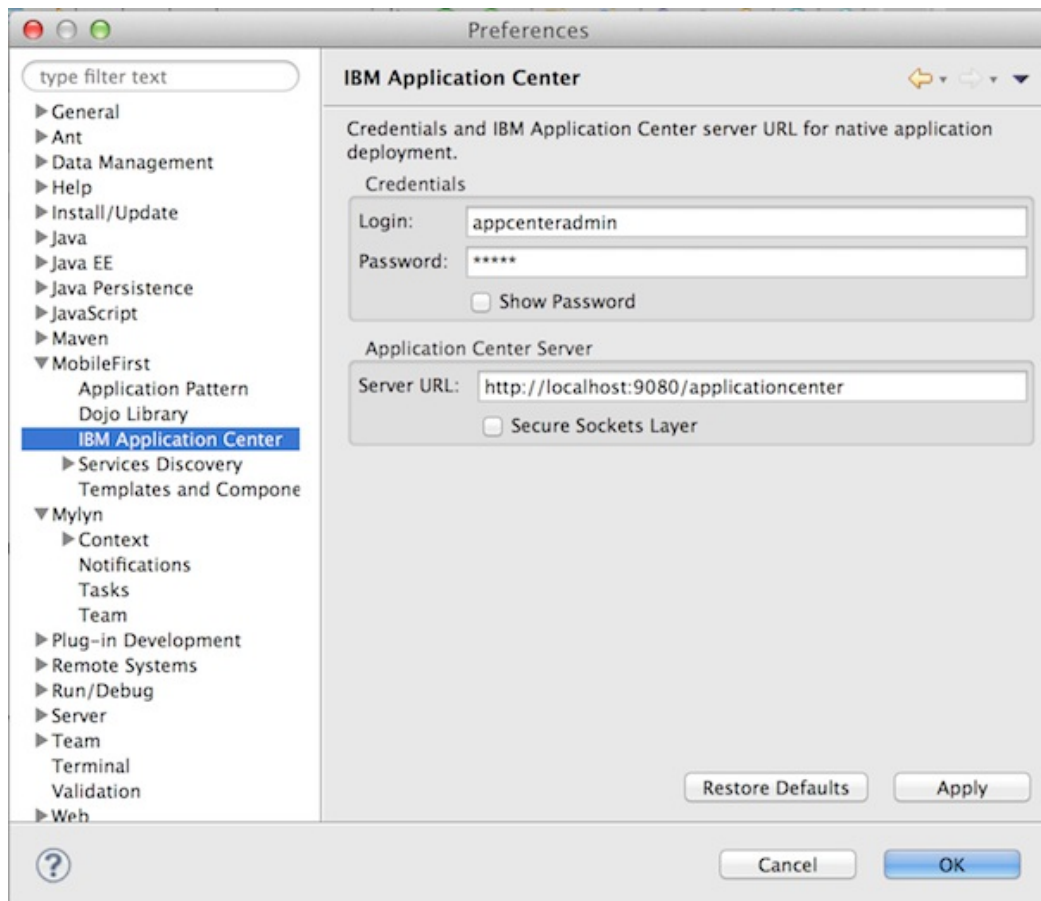 Preferences
type filter text
General
Ant
Data Management
Help
Install/Update
Java
Java EE
Java Persistence
JavaScript
Maven
MobileFirst
Application Pattern
Dojo Library
IBM Application Center
Services Discovery
Templates and Compone
Mylyn
Context
Notifications
Tasks
Team
Plug-in Development
Remote Systems
Run/Debug
Server
Team
Terminal
Validation
Web
IBM Application Center
Credentials and IBM Application Center server URL for native application
deployment.
Credentials
Login: appcenteradmin
Password: *****
Show Password
Application Center Server
Server URL: http://localhost:9080/applicationcenter
Secure Sockets Layer
Restore Defaults Apply
? Cancel OK